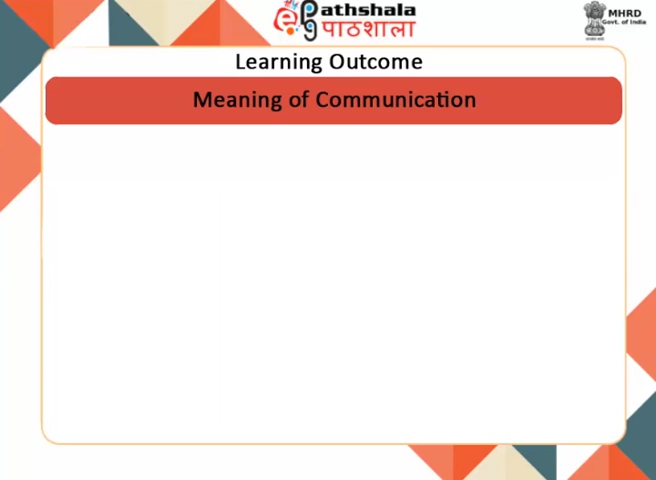 ePathshala
पाठशाला
MHRD
Govt. of India
Learning Outcome
Meaning of Communication